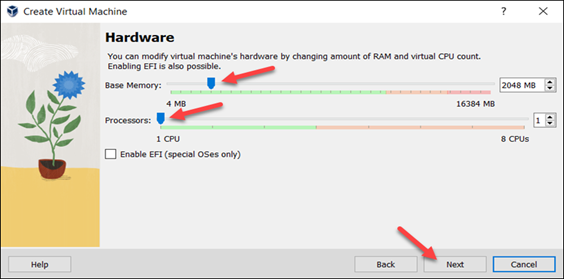 Create Virtual Machine
Hardware
You can modify virtual machine's hardware by changing amount of RAM and virtual CPU count.
Enabling EFI is also possible.
Base Memory: 2048 MB
4 MB 16384 MB
Processors: 1
1 CPU 8 CPUs
Enable EFI (special OSes only)
Help Back Next Cancel